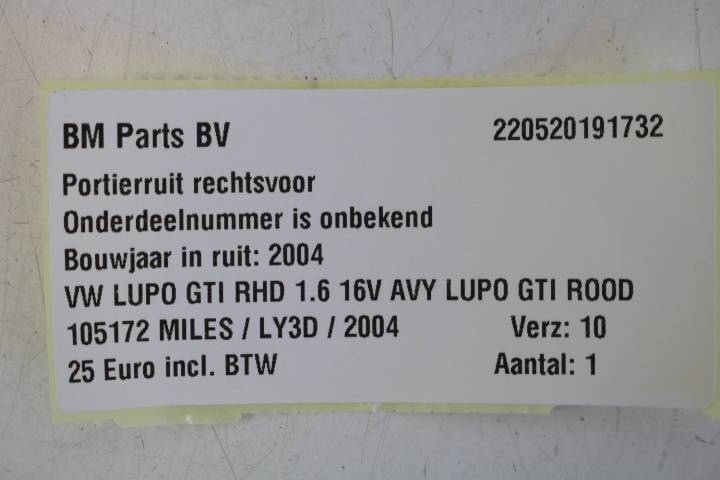 BM Parts BV 220520191732
Portierruit rechtsvoor
Onderdeelnummer is onbekend
Bouwjaar in ruit: 2004
VW LUPO GTI RHD 1.6 16V AVY LUPO GTI ROOD
105172 MILES / LY3D / 2004 Verz: 10
25 Euro incl. BTW Aantal: 1